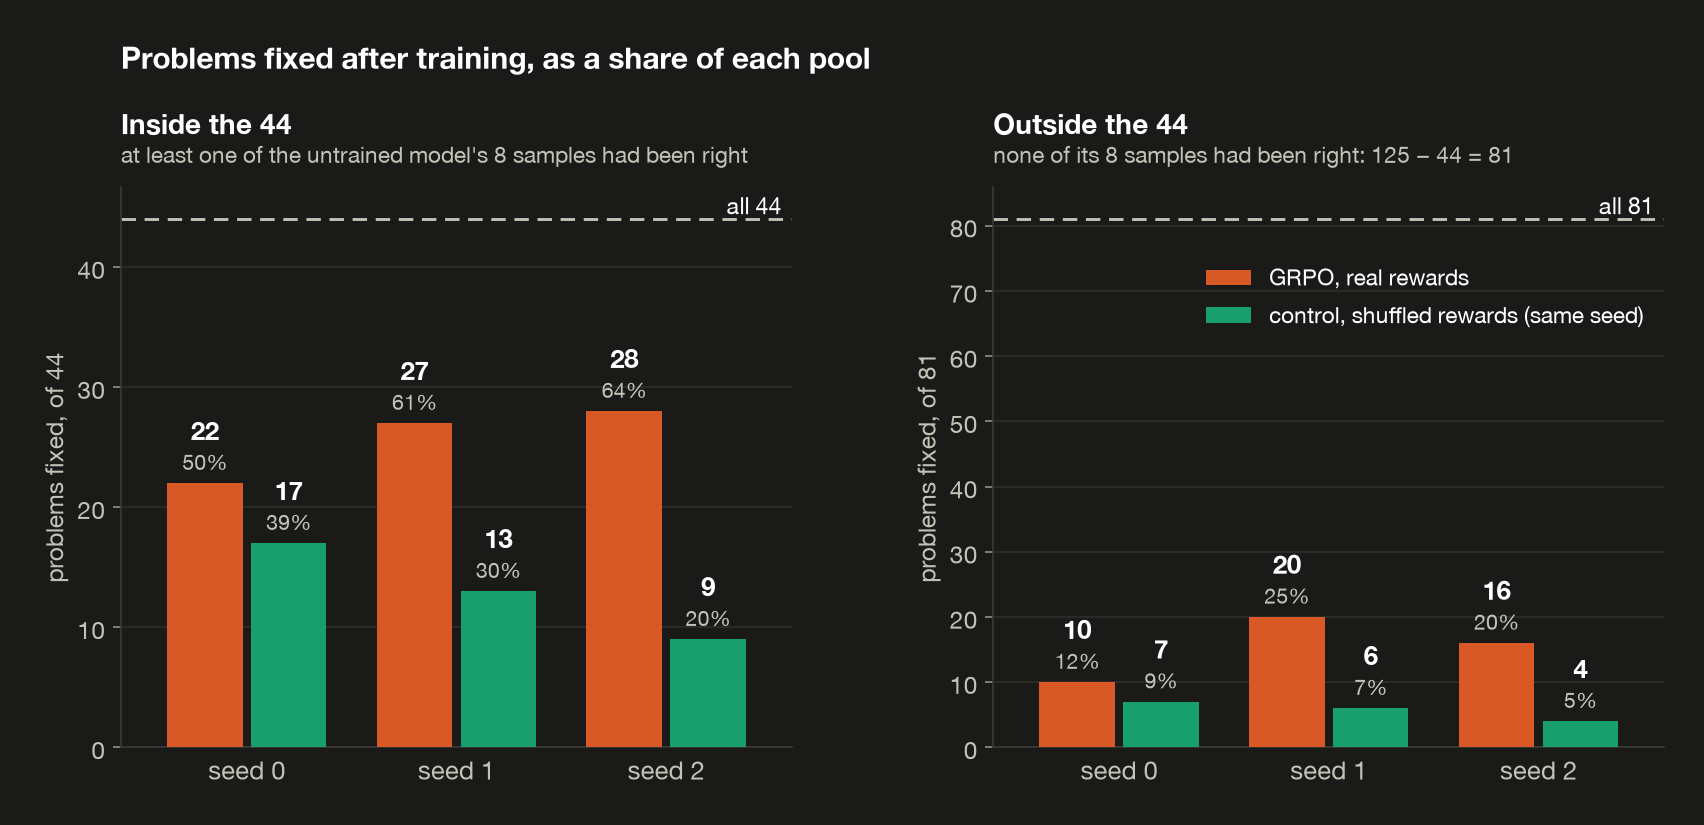 Problems fixed after training, as a share of each pool
Inside the 44
at least one of the untrained model's 8 samples had been right
all 44
problems fixed, of 44
40
30
20
10
0
22
50%
17
39%
27
61%
13
30%
28
64%
9
20%
seed 0
seed 1
seed 2
Outside the 44
none of its 8 samples had been right: 125 − 44 = 81
all 81
GRPO, real rewards
control, shuffled rewards (same seed)
problems fixed, of 81
80
70
60
50
40
30
20
10
0
10
12%
7
9%
20
25%
6
7%
16
20%
4
5%
seed 0
seed 1
seed 2